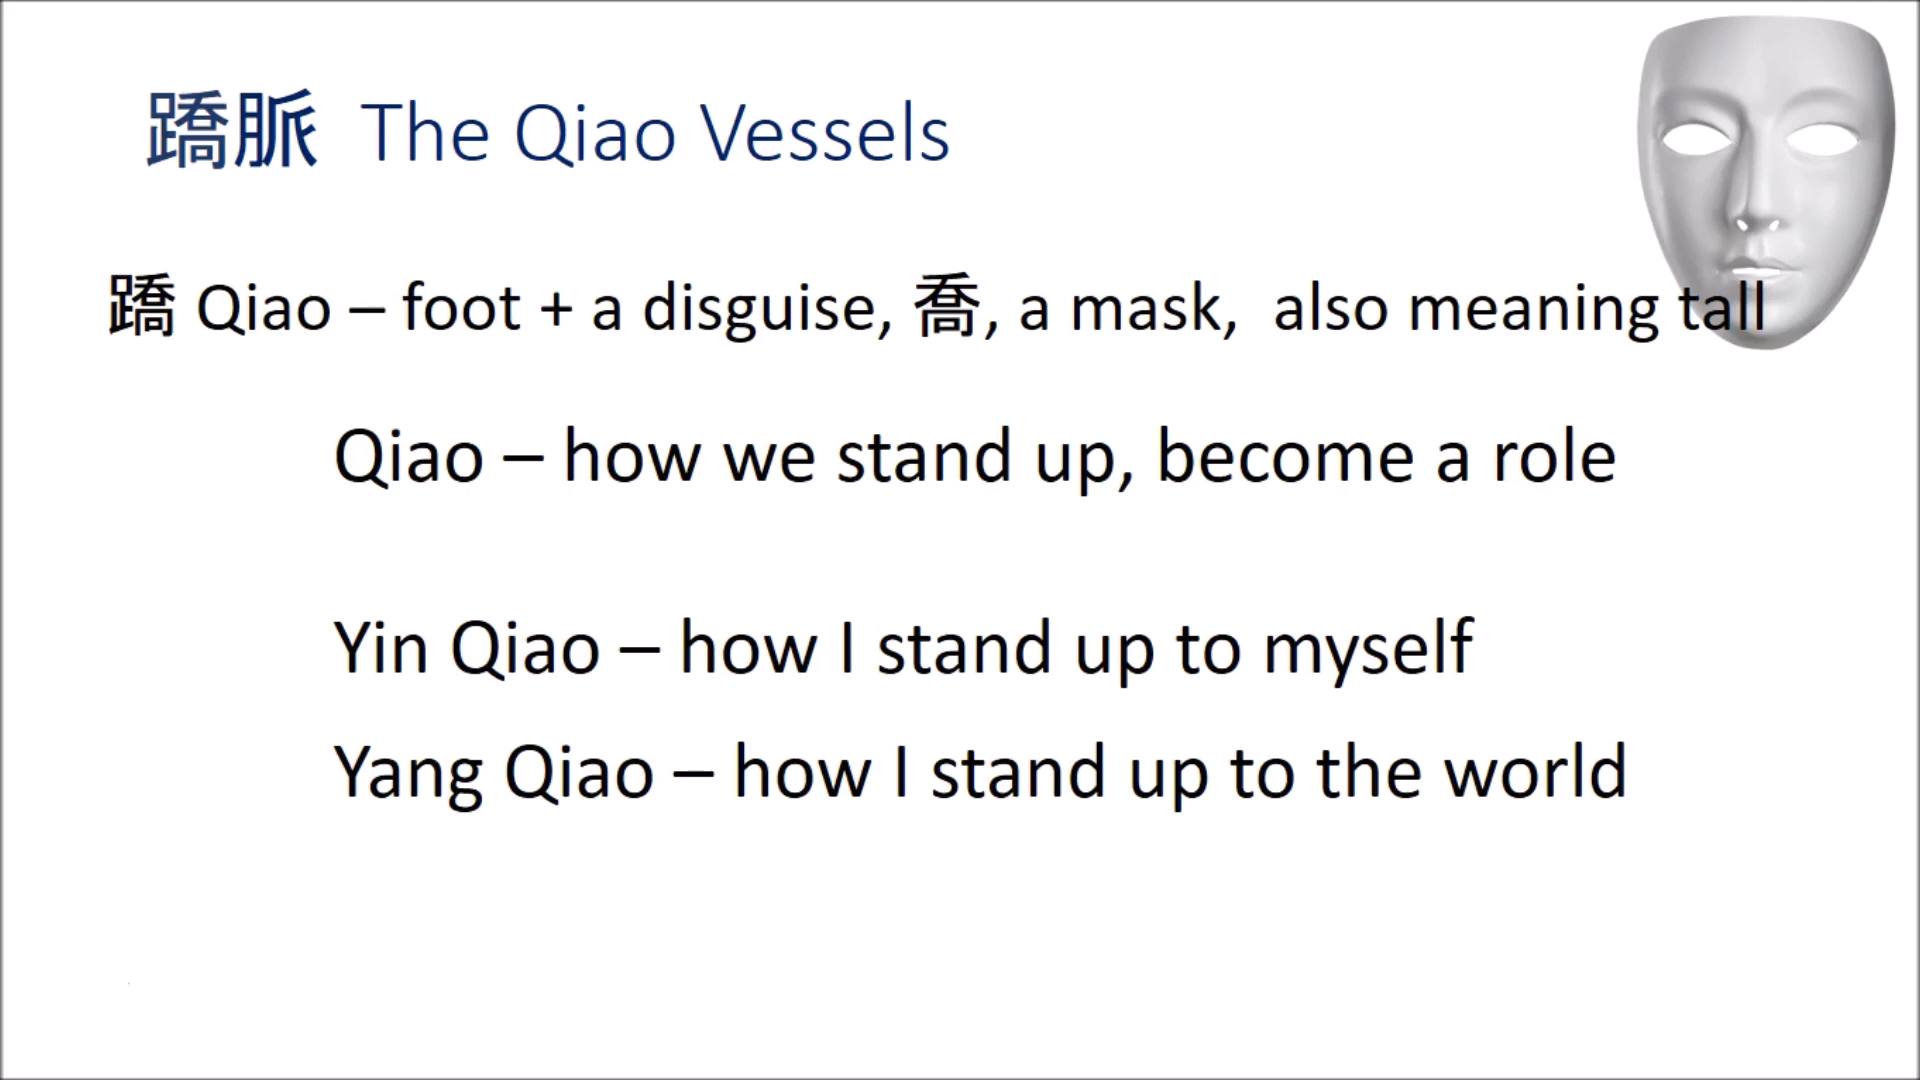 蹻脈 The Qiao Vessels
蹻 Qiao – foot + a disguise, 喬, a mask, also meaning tall
Qiao – how we stand up, become a role
Yin Qiao – how I stand up to myself
Yang Qiao – how I stand up to the world